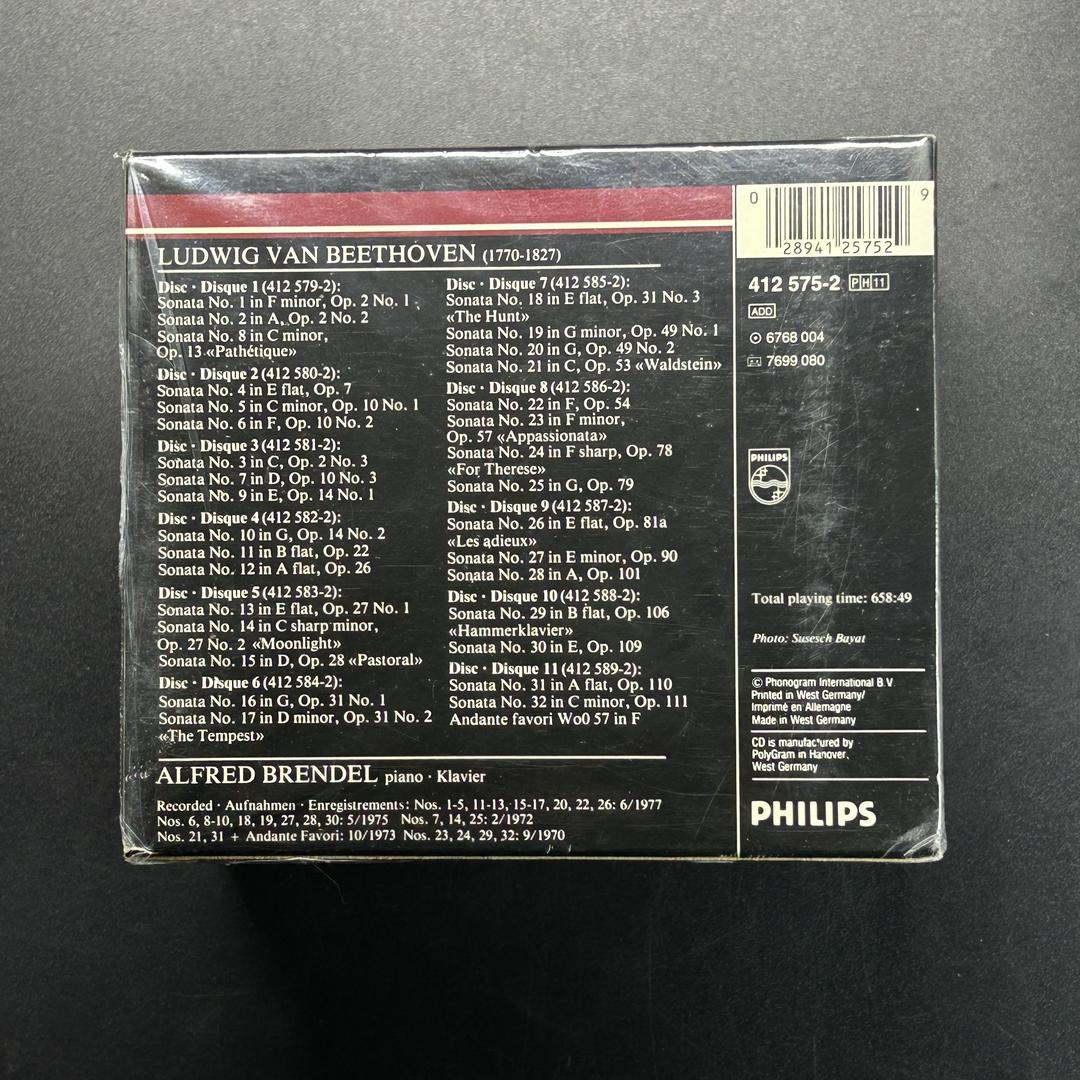 LUDWIG VAN BEETHOVEN (1770-1827)
Disc · Disque 1 (412 579-2):
Sonata No. 1 in F minor, Op. 2 No. 1
Sonata No. 2 in A, Op. 2 No. 2
Sonata No. 8 in C minor,
Op. 13 «Pathétique»
Disc · Disque 2 (412 580-2):
Sonata No. 4 in E flat, Op. 7
Sonata No. 5 in C minor, Op. 10 No. 1
Sonata No. 6 in F, Op. 10 No. 2
Disc · Disque 3 (412 581-2):
Sonata No. 3 in C, Op. 2 No. 3
Sonata No. 7 in D, Op. 10 No. 3
Sonata No. 9 in E, Op. 14 No. 1
Disc · Disque 4 (412 582-2):
Sonata No. 10 in G, Op. 14 No. 2
Sonata No. 11 in B flat, Op. 22
Sonata No. 12 in A flat, Op. 26
Disc · Disque 5 (412 583-2):
Sonata No. 13 in E flat, Op. 27 No. 1
Sonata No. 14 in C sharp minor,
Op. 27 No. 2 «Moonlight»
Sonata No. 15 in D, Op. 28 «Pastoral»
Disc · Disque 6 (412 584-2):
Sonata No. 16 in G, Op. 31 No. 1
Sonata No. 17 in D minor, Op. 31 No. 2
«The Tempest»
Disc · Disque 7 (412 585-2):
Sonata No. 18 in E flat, Op. 31 No. 3
«The Hunt»
Sonata No. 19 in G minor, Op. 49 No. 1
Sonata No. 20 in G, Op. 49 No. 2
Sonata No. 21 in C, Op. 53 «Waldstein»
Disc · Disque 8 (412 586-2):
Sonata No. 22 in F, Op. 54
Sonata No. 23 in F minor,
Op. 57 «Appassionata»
Sonata No. 24 in F sharp, Op. 78
«For Therese»
Sonata No. 25 in G, Op. 79
Disc · Disque 9 (412 587-2):
Sonata No. 26 in E flat, Op. 81a
«Les adieux»
Sonata No. 27 in E minor, Op. 90
Sonata No. 28 in A, Op. 101
Disc · Disque 10 (412 588-2):
Sonata No. 29 in B flat, Op. 106
«Hammerklavier»
Sonata No. 30 in E, Op. 109
Disc · Disque 11 (412 589-2):
Sonata No. 31 in A flat, Op. 110
Sonata No. 32 in C minor, Op. 111
Andante favori Wo0 57 in F
ALFRED BRENDEL piano · Klavier
Recorded · Aufnahmen · Enregistrements: Nos. 1-5, 11-13, 15-17, 20, 22, 26: 6/1977
Nos. 6, 8-10, 18, 19, 27, 28, 30: 5/1975 Nos. 7, 14, 25: 2/1972
Nos. 21, 31 + Andante Favori: 10/1973 Nos. 23, 24, 29, 32: 9/1970
0 28941 25752 9
412 575-2 PH 11
ADD
6768 004
7699 080
PHILIPS
Total playing time: 658:49
Photo: Susesch Bayat
© Phonogram International B.V.
Printed in West Germany/
Imprimé en Allemagne
Made in West Germany
CD is manufactured by
PolyGram in Hanover,
West Germany
PHILIPS